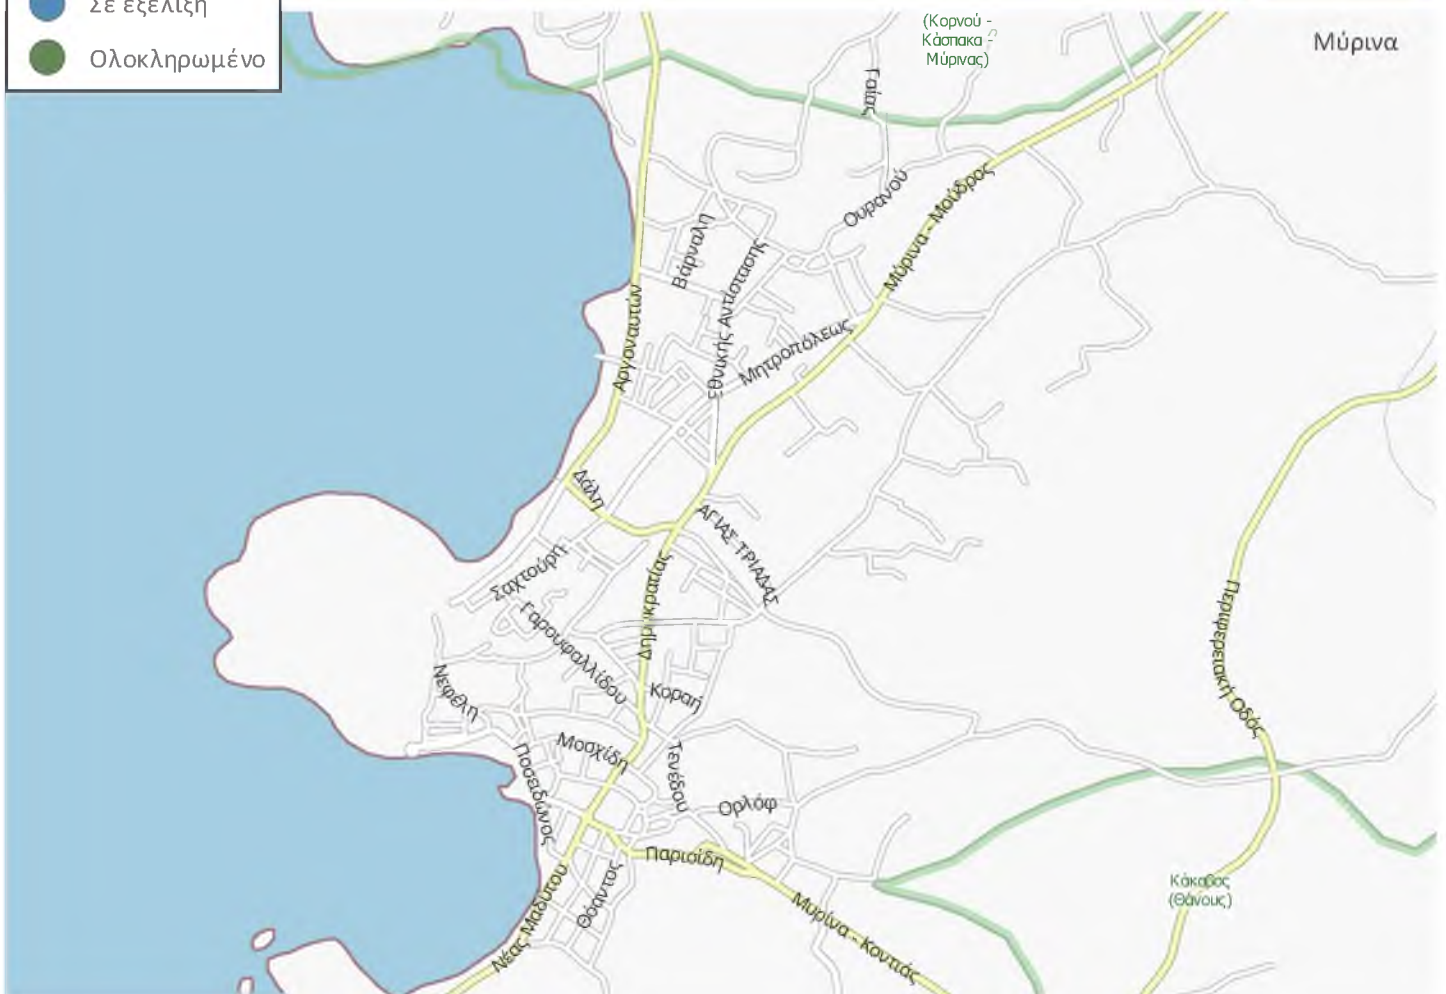 Σε εξέλιξη
Ολοκληρωμένο
(Κορνού -
Κάσπακα -
Μύρινας)
Μύρινα
Γαίας
Ουρανού
Μύρινα - Μούδρος
Βάρναλη
Εθνικής Αντίστασης
Αργοναυτών
Μητροπόλεως
Δάλη
ΑΓΙΑΣ ΤΡΙΑΔΑΣ
Σαχτούρη
Δημοκρατίας
Γαρουφαλλίδου
Περιφερειακή Οδός
Νεφέλη
Κοραή
Μοσχίδη
Τενέδου
Ποσειδώνος
Ορλόφ
Παρισίδη
Κάκαβος
(Θάνους)
Θόαντος
Νέας Μαδύτου
Μυρίνα - Κοντιάς